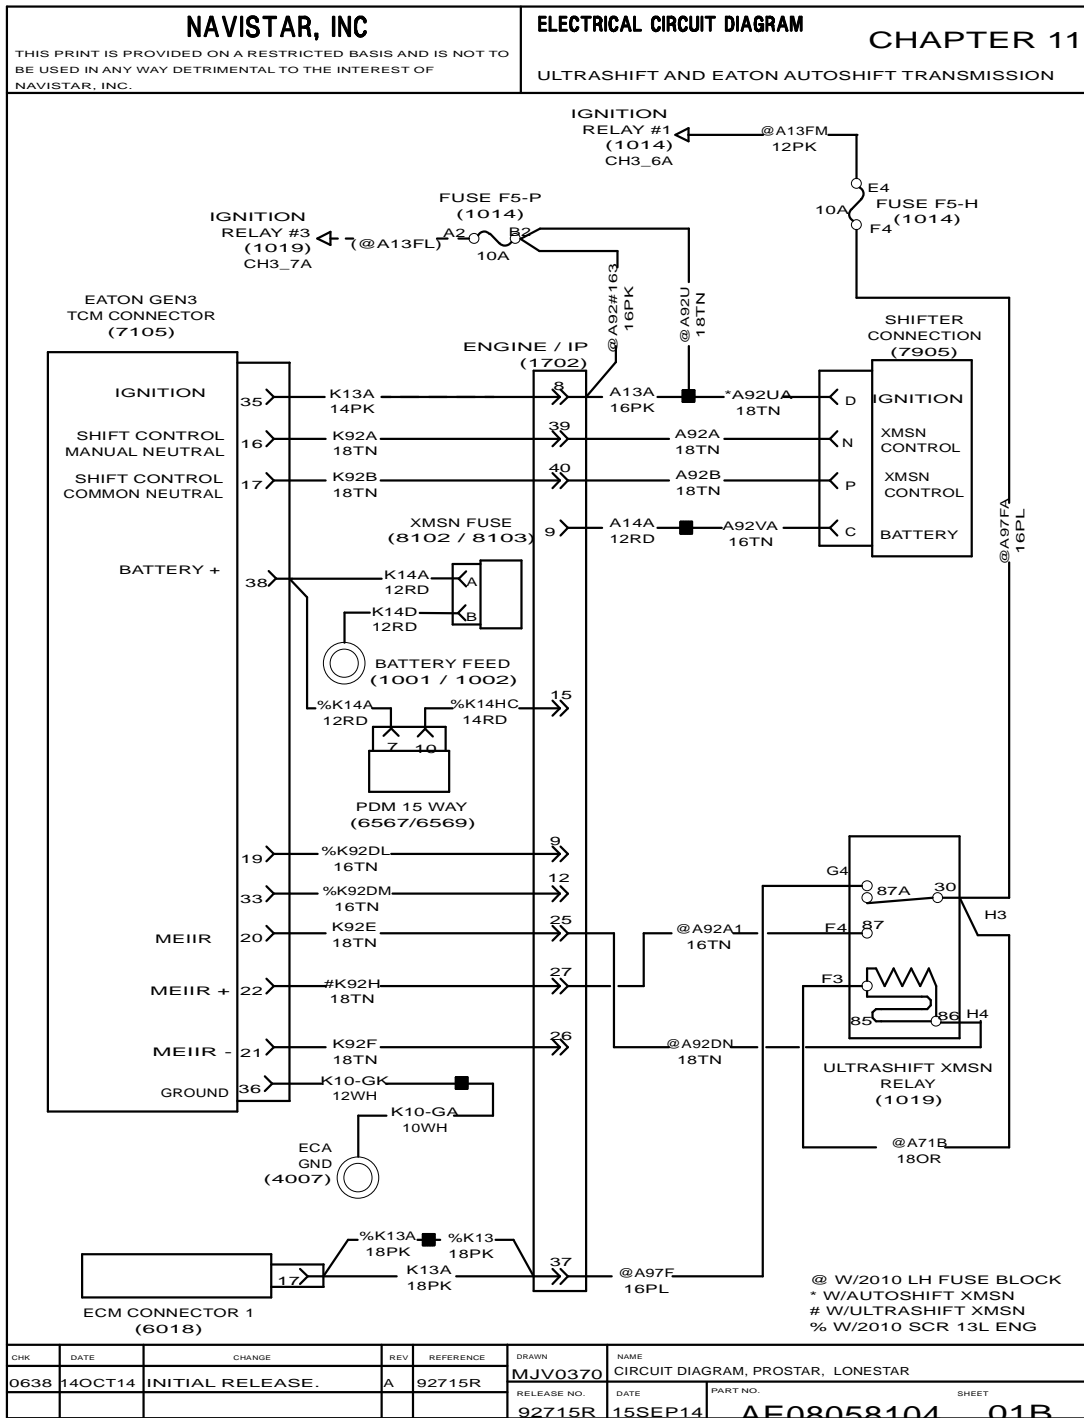 NAVISTAR, INC
THIS PRINT IS PROVIDED ON A RESTRICTED BASIS AND IS NOT TO
BE USED IN ANY WAY DETRIMENTAL TO THE INTEREST OF
NAVISTAR, INC.
ELECTRICAL CIRCUIT DIAGRAM
CHAPTER 11
ULTRASHIFT AND EATON AUTOSHIFT TRANSMISSION
IGNITION
RELAY #1
(1014)
CH3_6A
@A13FM
12PK
E4
10A
FUSE F5-H
(1014)
F4
FUSE F5-P
(1014)
IGNITION
RELAY #3
(1019)
CH3_7A
(@A13FL)
A2
B2
10A
@A92#163
16PK
@A92U
18TN
EATON GEN3
TCM CONNECTOR
(7105)
ENGINE / IP
(1702)
SHIFTER
CONNECTION
(7905)
IGNITION
35
K13A
14PK
8
A13A
16PK
*A92UA
18TN
D
IGNITION
SHIFT CONTROL
MANUAL NEUTRAL
16
K92A
18TN
39
A92A
18TN
N
XMSN
CONTROL
SHIFT CONTROL
COMMON NEUTRAL
17
K92B
18TN
40
A92B
18TN
P
XMSN
CONTROL
XMSN FUSE
(8102 / 8103)
9
A14A
12RD
A92VA
16TN
C
BATTERY
@A97FA
16PL
BATTERY +
38
K14A
12RD
A
K14D
12RD
B
BATTERY FEED
(1001 / 1002)
%K14A
12RD
%K14HC
14RD
15
7
10
PDM 15 WAY
(6567/6569)
19
%K92DL
16TN
9
33
%K92DM
16TN
12
MEIIR
20
K92E
18TN
25
MEIIR +
22
#K92H
18TN
27
@A92A1
16TN
MEIIR -
21
K92F
18TN
26
@A92DN
18TN
GROUND
36
K10-GK
12WH
K10-GA
10WH
ECA
GND
(4007)
G4
87A
30
H3
F4
87
F3
85
86
H4
ULTRASHIFT XMSN
RELAY
(1019)
@A71B
18OR
%K13A
18PK
%K13
18PK
17
K13A
18PK
37
@A97F
16PL
ECM CONNECTOR 1
(6018)
@ W/2010 LH FUSE BLOCK
* W/AUTOSHIFT XMSN
# W/ULTRASHIFT XMSN
% W/2010 SCR 13L ENG
CHK
DATE
CHANGE
REV
REFERENCE
DRAWN
NAME
0638
14OCT14
INITIAL RELEASE.
A
92715R
MJV0370
CIRCUIT DIAGRAM, PROSTAR, LONESTAR
RELEASE NO.
DATE
PART NO.
SHEET
92715R
15SEP14
AE08058104
01B